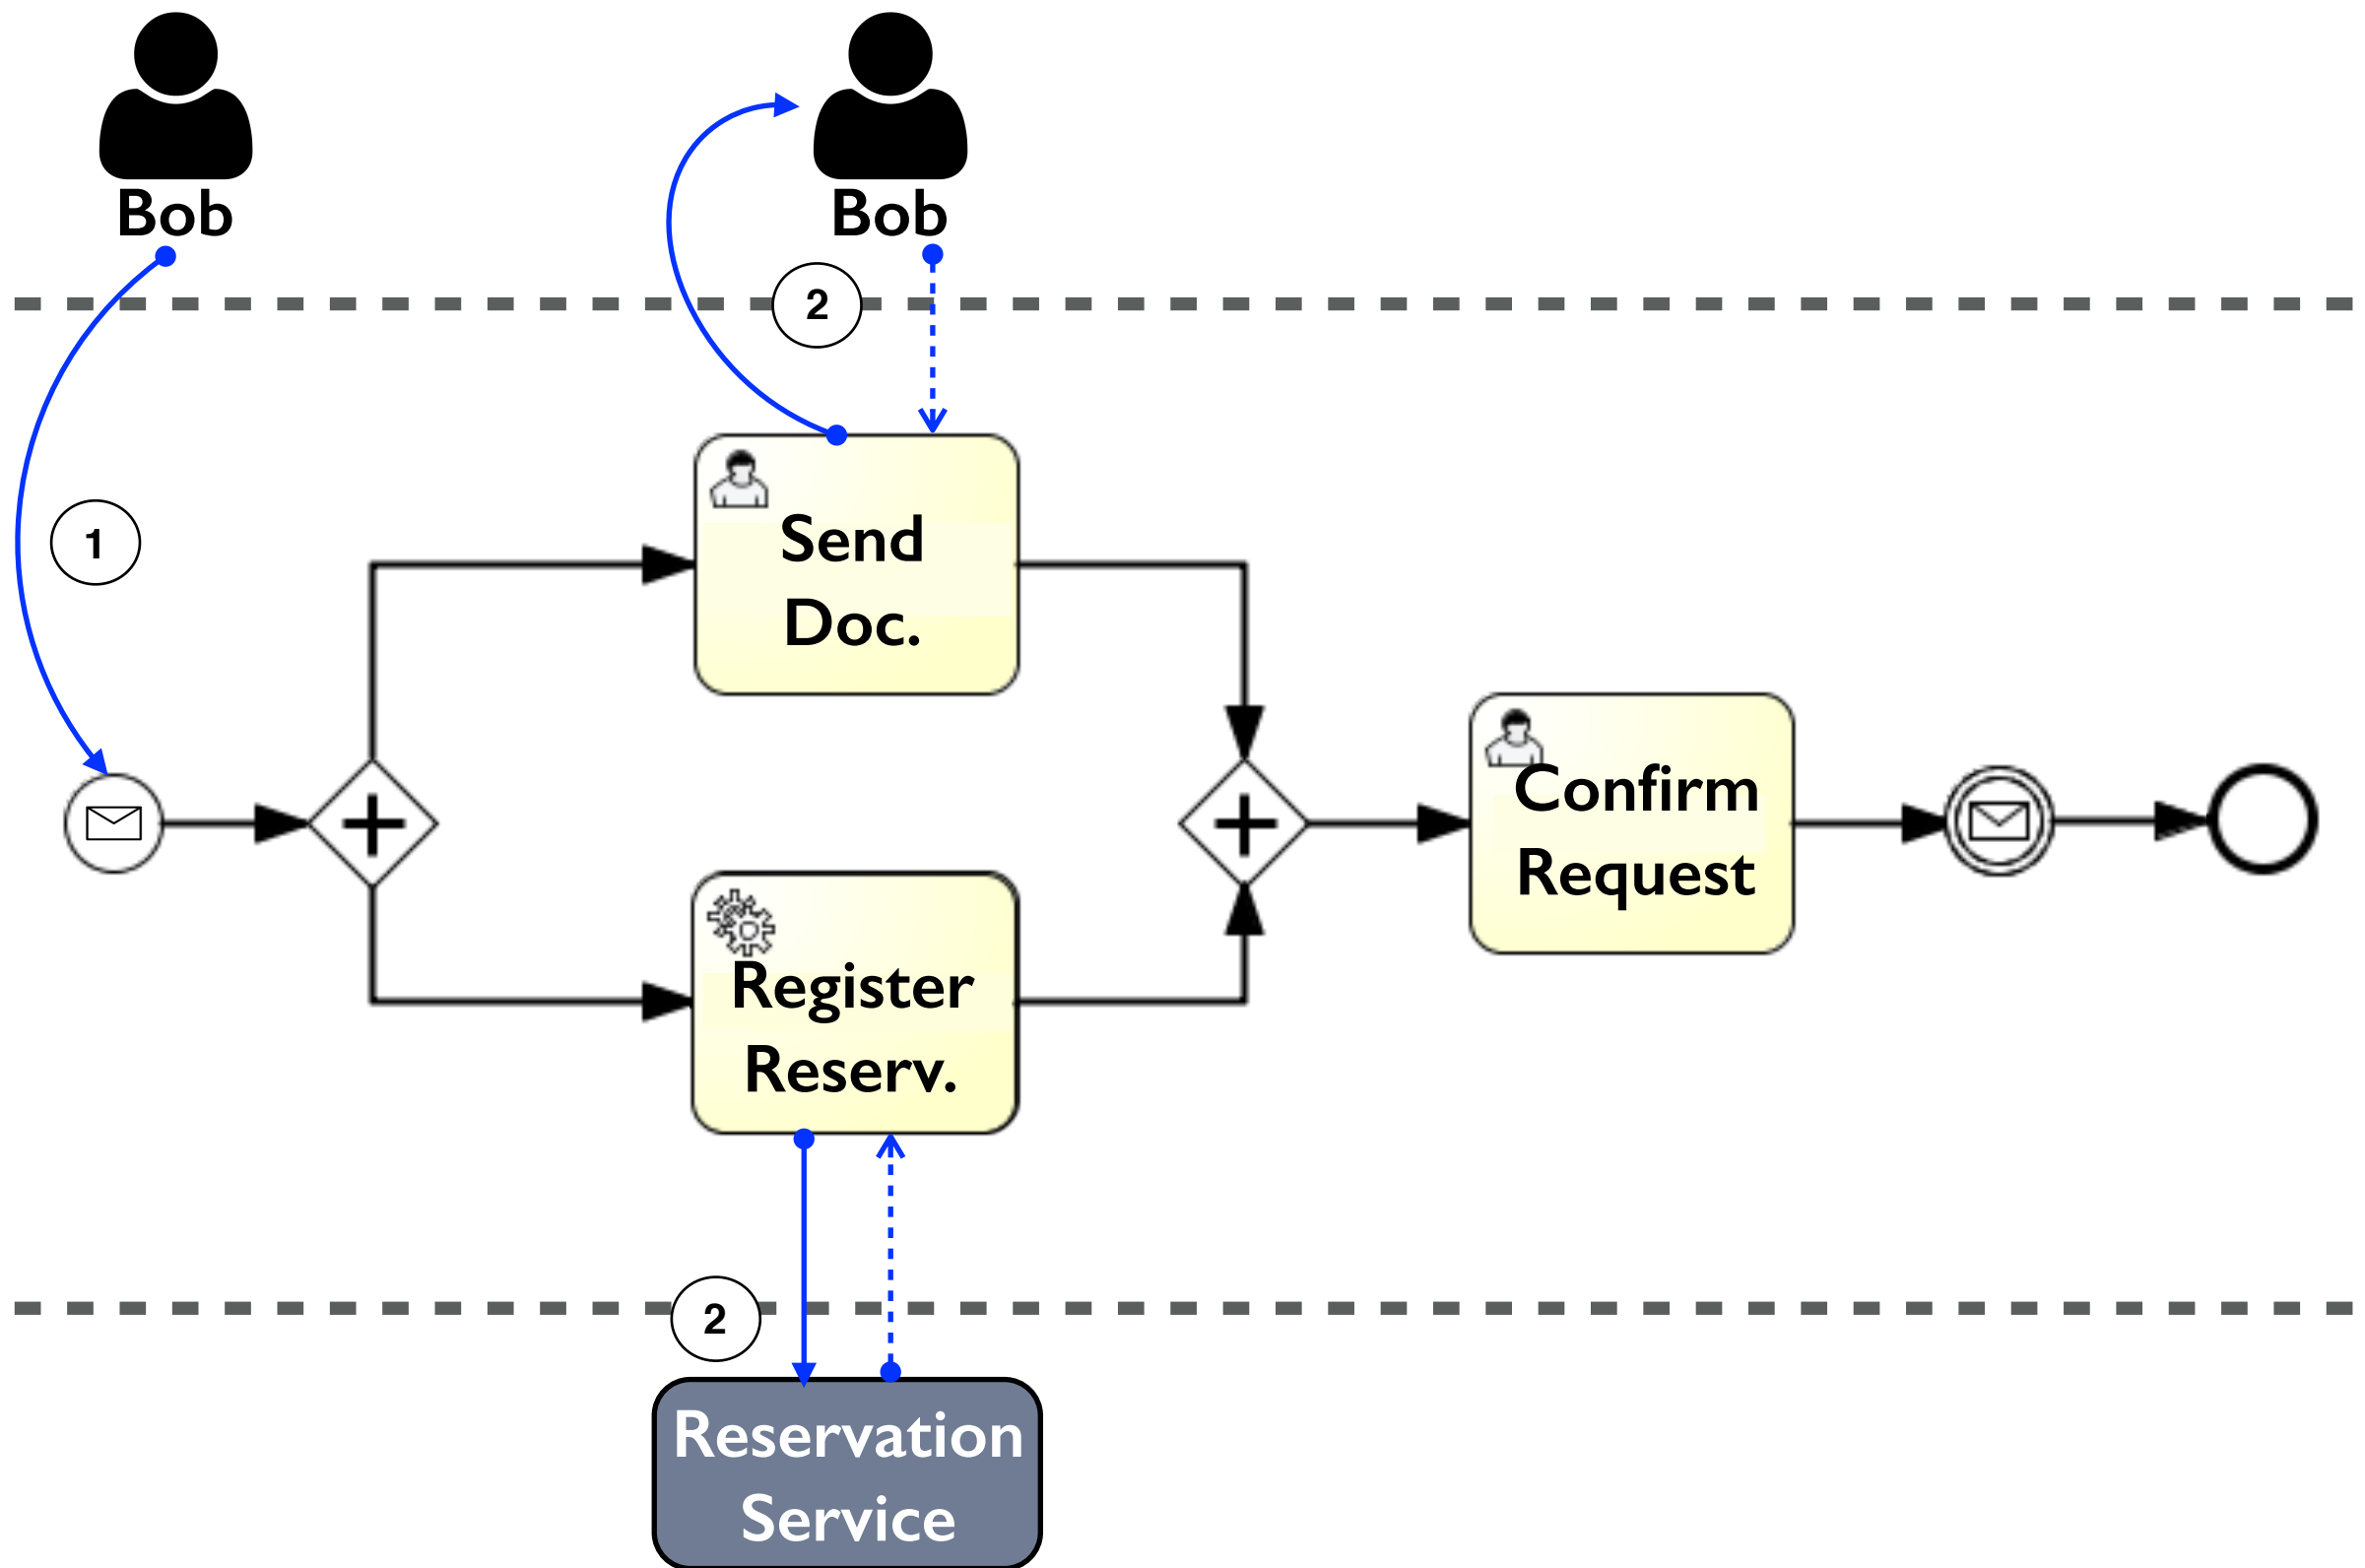 Bob
Bob
2
1
Send
Doc.
Confirm
Request
Register
Reserv.
2
Reservation
Service